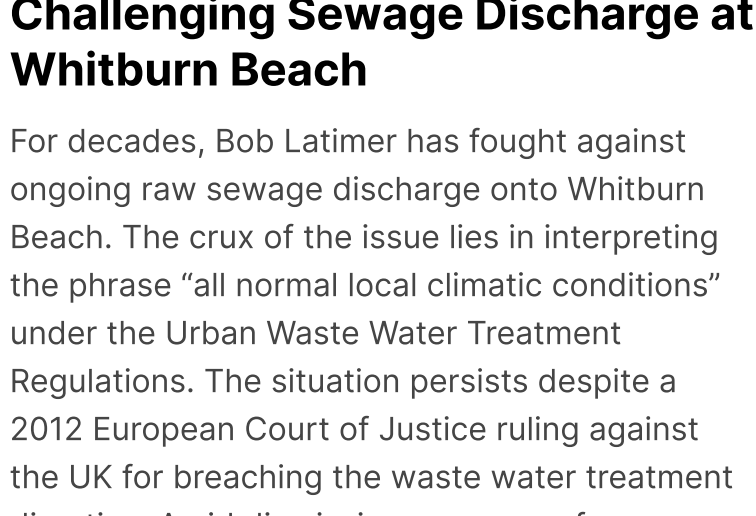 Challenging Sewage Discharge at
Whitburn Beach
For decades, Bob Latimer has fought against
ongoing raw sewage discharge onto Whitburn
Beach. The crux of the issue lies in interpreting
the phrase “all normal local climatic conditions”
under the Urban Waste Water Treatment
Regulations. The situation persists despite a
2012 European Court of Justice ruling against
the UK for breaching the waste water treatment